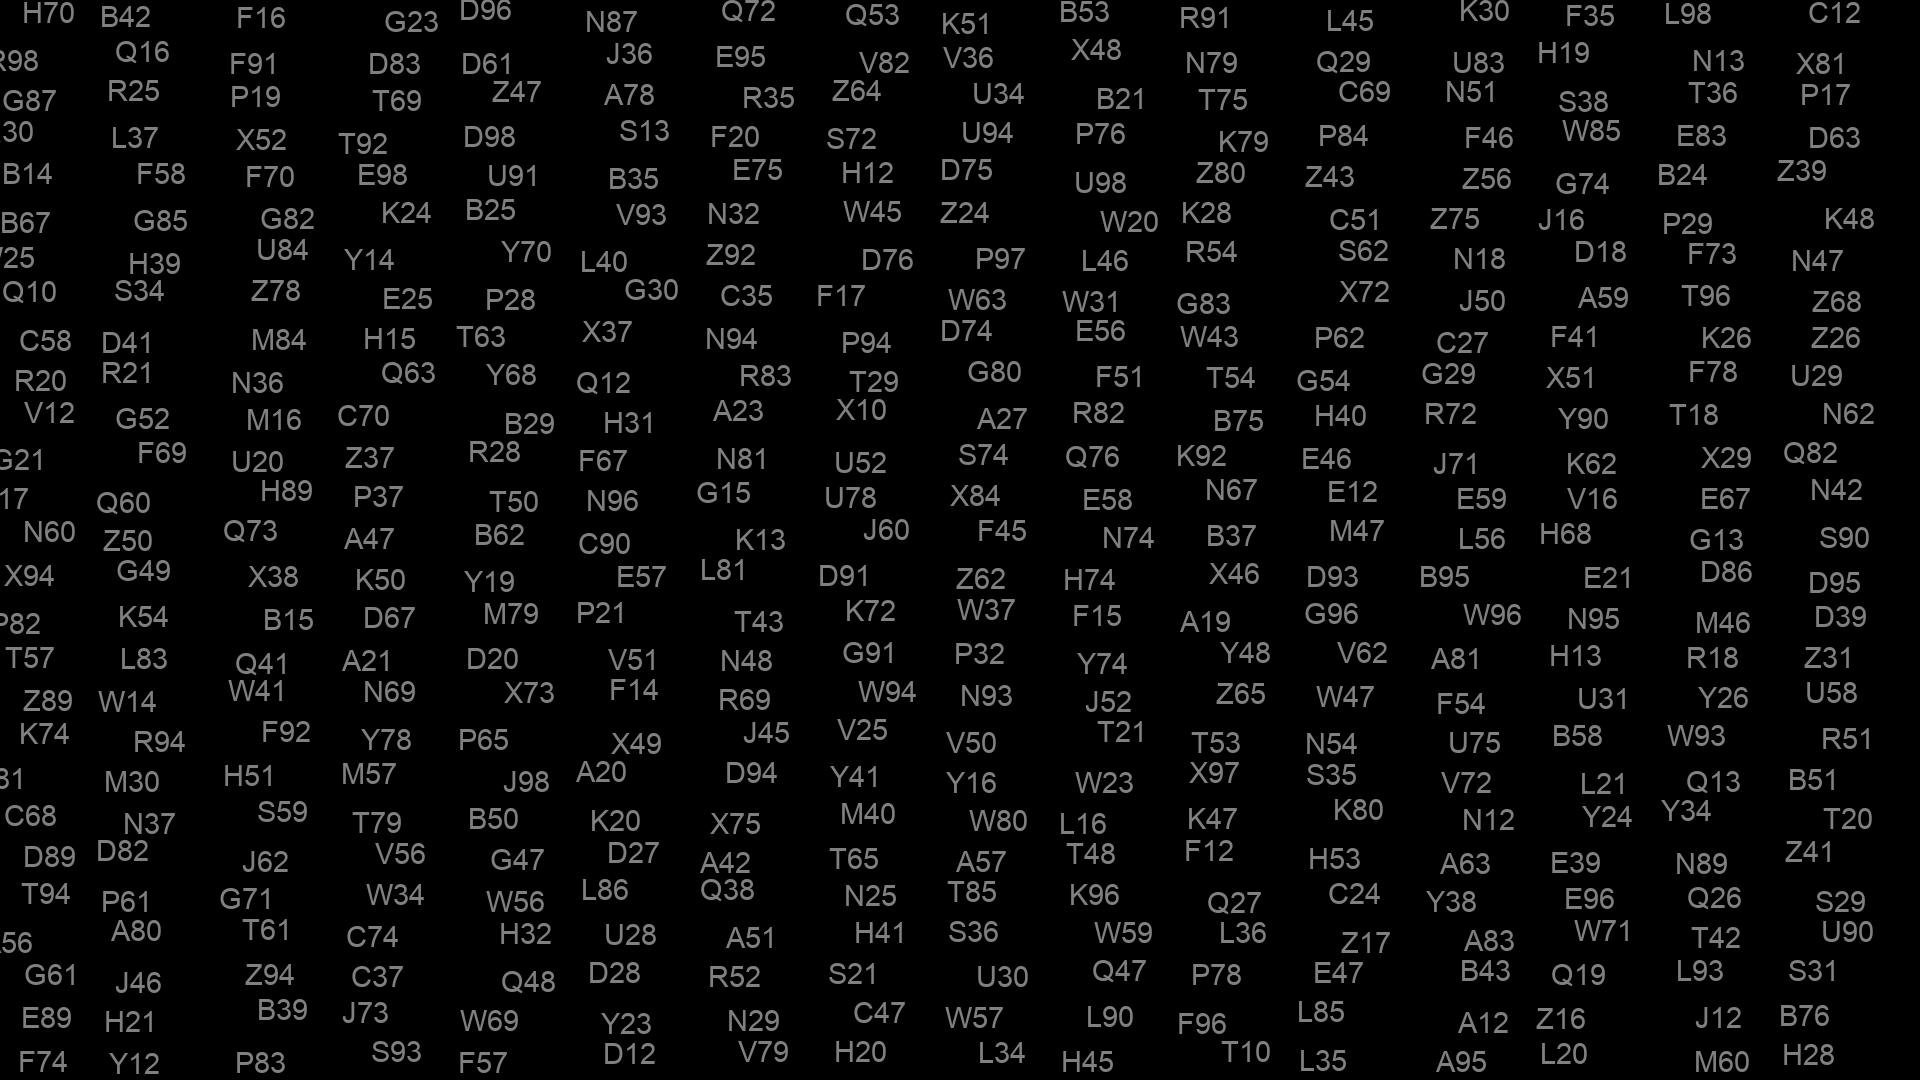 H70 B42 F16 G23 D96 N87 Q72 Q53 K51 B53 R91 L45 K30 F35 L98 C12
R98 Q16 F91 D83 D61 J36 E95 V82 V36 X48 N79 Q29 U83 H19 N13 X81
G87 R25 P19 T69 Z47 A78 R35 Z64 U34 B21 T75 C69 N51 S38 T36 P17
30 L37 X52 T92 D98 S13 F20 S72 U94 P76 K79 P84 F46 W85 E83 D63
B14 F58 F70 E98 U91 B35 E75 H12 D75 U98 Z80 Z43 Z56 G74 B24 Z39
B67 G85 G82 K24 B25 V93 N32 W45 Z24 W20 K28 C51 Z75 J16 P29 K48
25 H39 U84 Y14 Y70 L40 Z92 D76 P97 L46 R54 S62 N18 D18 F73 N47
Q10 S34 Z78 E25 P28 G30 C35 F17 W63 W31 G83 X72 J50 A59 T96 Z68
C58 D41 M84 H15 T63 X37 N94 P94 D74 E56 W43 P62 C27 F41 K26 Z26
R20 R21 N36 Q63 Y68 Q12 R83 T29 G80 F51 T54 G54 G29 X51 F78 U29
V12 G52 M16 C70 B29 H31 A23 X10 A27 R82 B75 H40 R72 Y90 T18 N62
G21 F69 U20 Z37 R28 F67 N81 U52 S74 Q76 K92 E46 J71 K62 X29 Q82
17 Q60 H89 P37 T50 N96 G15 U78 X84 E58 N67 E12 E59 V16 E67 N42
N60 Z50 Q73 A47 B62 C90 K13 J60 F45 N74 B37 M47 L56 H68 G13 S90
X94 G49 X38 K50 Y19 E57 L81 D91 Z62 H74 X46 D93 B95 E21 D86 D95
P82 K54 B15 D67 M79 P21 T43 K72 W37 F15 A19 G96 W96 N95 M46 D39
T57 L83 Q41 A21 D20 V51 N48 G91 P32 Y74 Y48 V62 A81 H13 R18 Z31
Z89 W14 W41 N69 X73 F14 R69 W94 N93 J52 Z65 W47 F54 U31 Y26 U58
K74 R94 F92 Y78 P65 X49 J45 V25 V50 T21 T53 N54 U75 B58 W93 R51
81 M30 H51 M57 J98 A20 D94 Y41 Y16 W23 X97 S35 V72 L21 Q13 B51
C68 N37 S59 T79 B50 K20 X75 M40 W80 L16 K47 K80 N12 Y24 Y34 T20
D89 D82 J62 V56 G47 D27 A42 T65 A57 T48 F12 H53 A63 E39 N89 Z41
T94 P61 G71 W34 W56 L86 Q38 N25 T85 K96 Q27 C24 Y38 E96 Q26 S29
56 A80 T61 C74 H32 U28 A51 H41 S36 W59 L36 Z17 A83 W71 T42 U90
G61 J46 Z94 C37 Q48 D28 R52 S21 U30 Q47 P78 E47 B43 Q19 L93 S31
E89 H21 B39 J73 W69 Y23 N29 C47 W57 L90 F96 L85 A12 Z16 J12 B76
F74 Y12 P83 S93 F57 D12 V79 H20 L34 H45 T10 L35 A95 L20 M60 H28